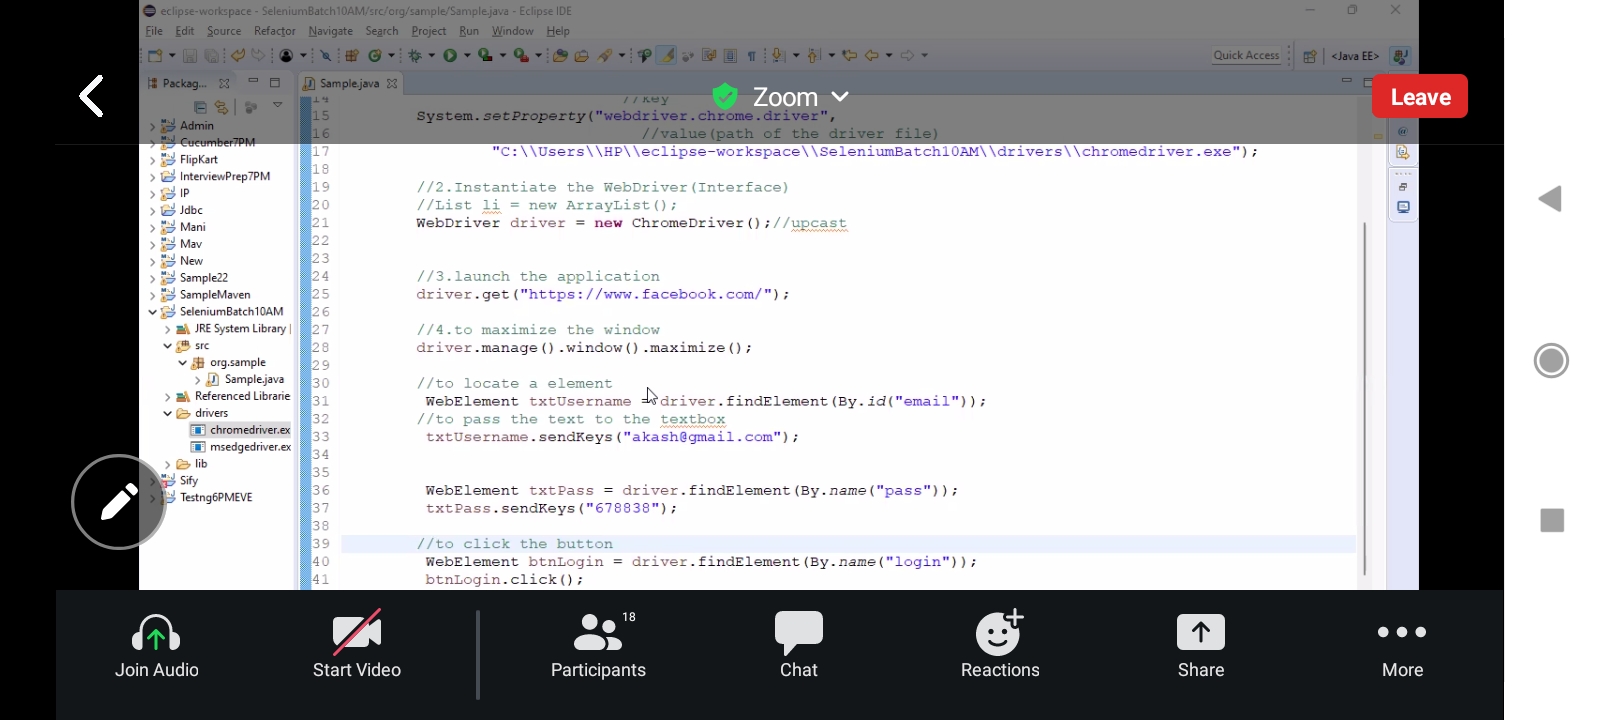 eclipse-workspace - SeleniumBatch10AM/src/org/sample/Sample.java - Eclipse IDE
File Edit Source Refactor Navigate Search Project Run Window Help
Quick Access <Java EE>
Packag... Sample.java
Zoom
Leave
Admin
Cucumber7PM
FlipKart
InterviewPrep7PM
IP
Jdbc
Mani
Mav
New
Sample22
SampleMaven
SeleniumBatch10AM
JRE System Library
src
org.sample
Sample.java
Referenced Librarie
drivers
chromedriver.ex
msedgedriver.ex
lib
Sify
Testng6PMEVE
14 //key
15 System.setProperty("webdriver.chrome.driver",
16 //value(path of the driver file)
17 "C:\\Users\\HP\\eclipse-workspace\\SeleniumBatch10AM\\drivers\\chromedriver.exe");
18
19 //2.Instantiate the WebDriver(Interface)
20 //List li = new ArrayList();
21 WebDriver driver = new ChromeDriver();//upcast
22
23
24 //3.launch the application
25 driver.get("https://www.facebook.com/");
26
27 //4.to maximize the window
28 driver.manage().window().maximize();
29
30 //to locate a element
31 WebElement txtUsername = driver.findElement(By.id("email"));
32 //to pass the text to the textbox
33 txtUsername.sendKeys("akash@gmail.com");
34
35
36 WebElement txtPass = driver.findElement(By.name("pass"));
37 txtPass.sendKeys("678838");
38
39 //to click the button
40 WebElement btnLogin = driver.findElement(By.name("login"));
41 btnLogin.click();
Join Audio
Start Video
18
Participants
Chat
Reactions
Share
More